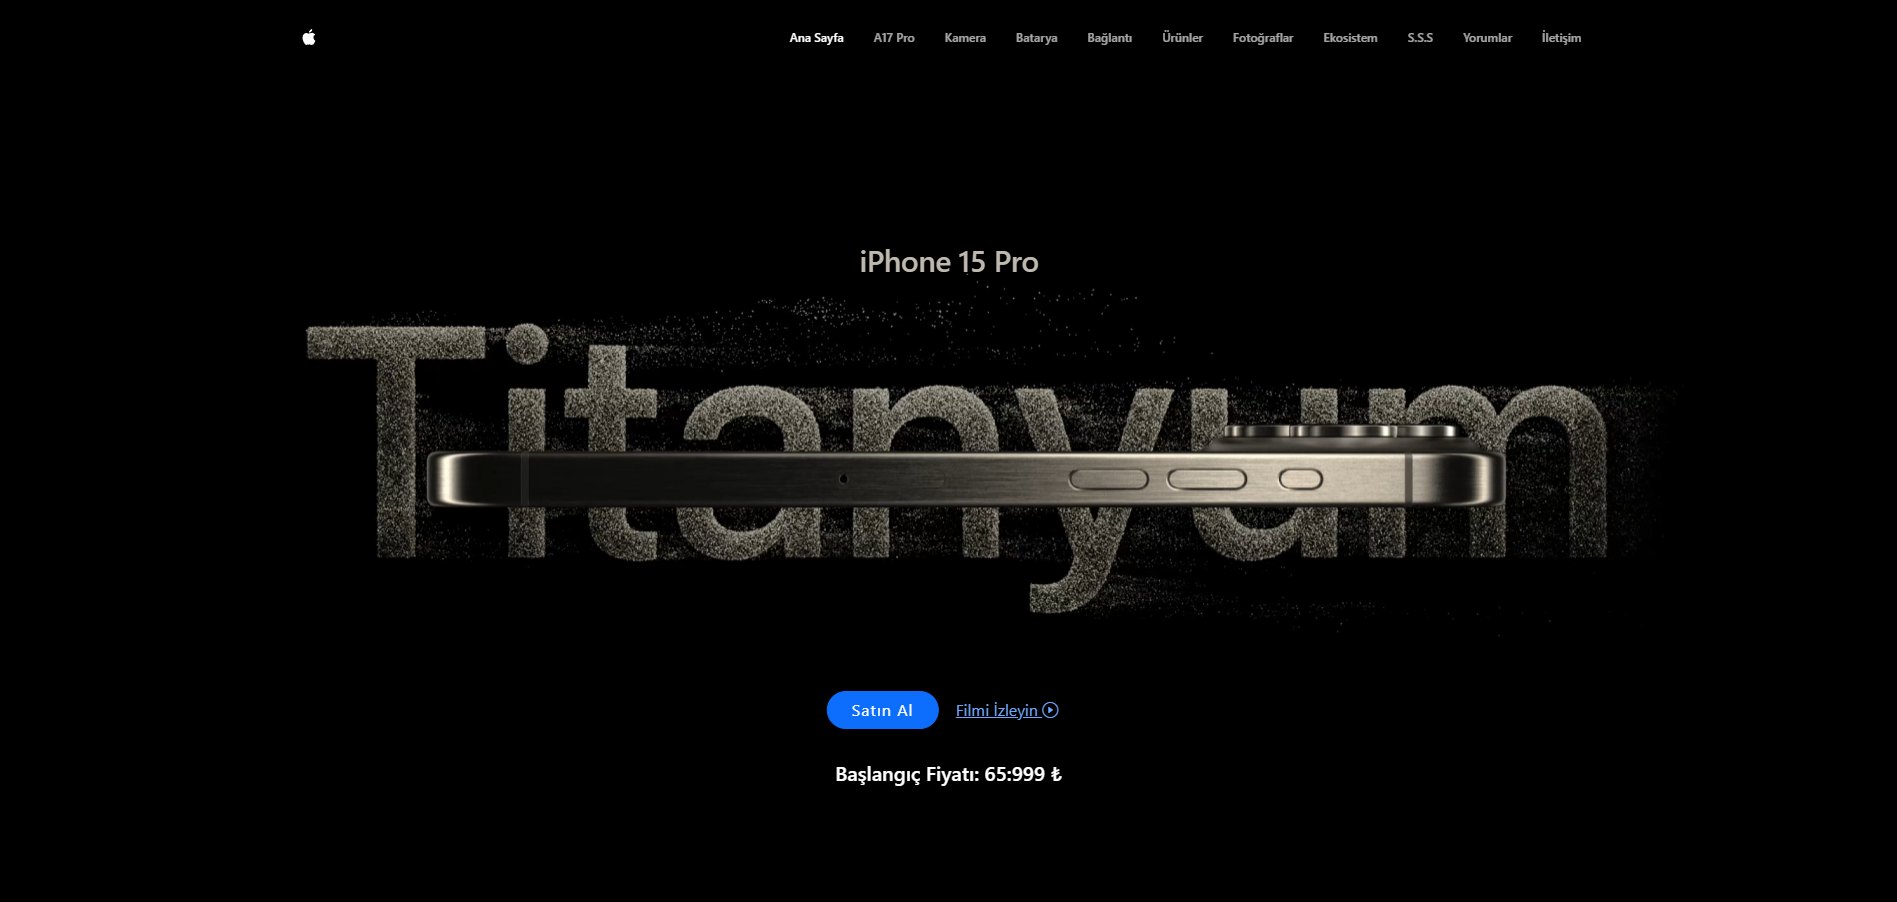 Ana Sayfa A17 Pro Kamera Batarya Bağlantı Ürünler Fotoğraflar Ekosistem S.S.S Yorumlar İletişim
iPhone 15 Pro
Titanyum
Satın Al Filmi İzleyin
Başlangıç Fiyatı: 65:999 ₺